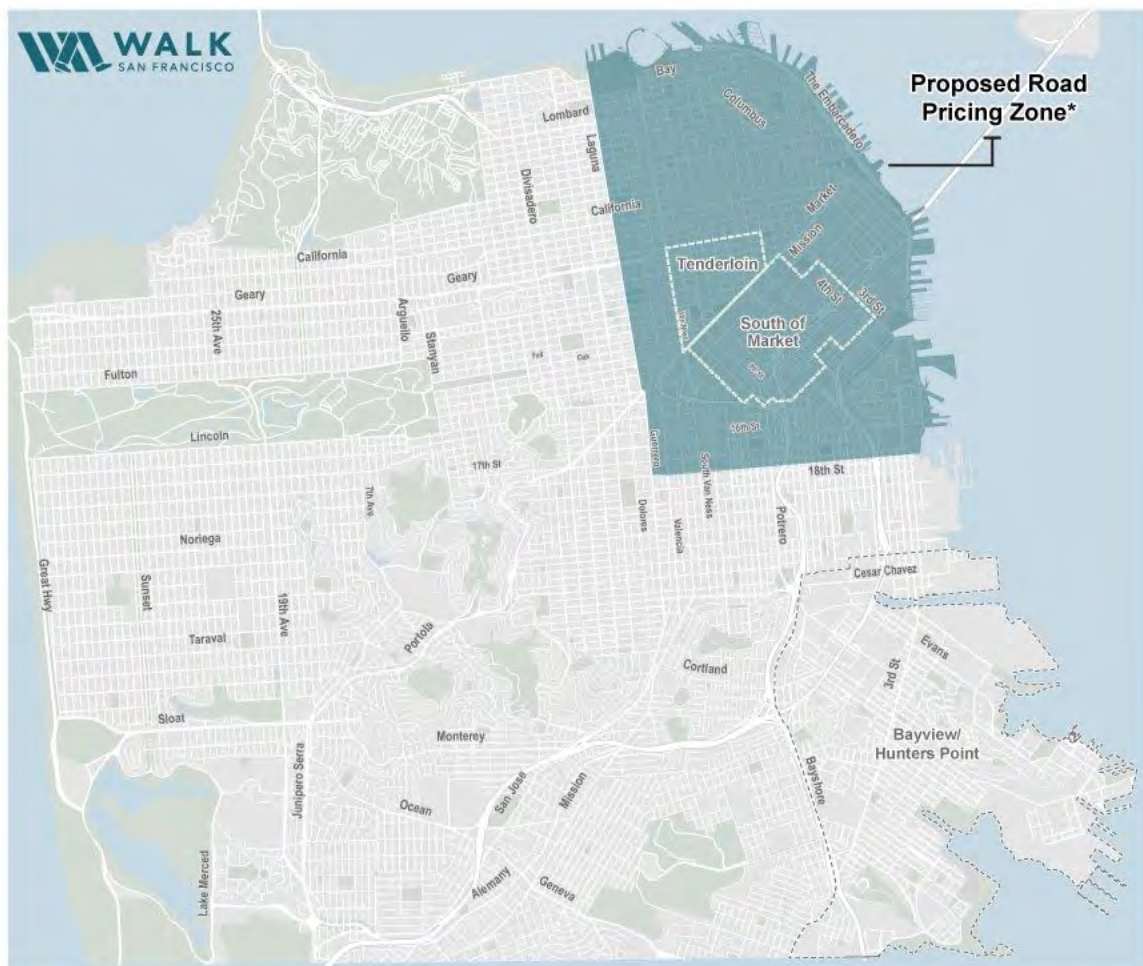 WALK
SAN FRANCISCO
Proposed Road
Pricing Zone*
Bay
Columbus
The Embarcadero
Lombard
Laguna
Divisadero
California
Market
Mission
California
Tenderloin
Geary
Geary
4th St
3rd St
25th Ave
Arguello
Stanyan
South of
Market
Fell
Oak
Fulton
Lincoln
16th St
Guerrero
17th St
18th St
South Van Ness
7th Ave
Dolores
Valencia
Potrero
Noriega
Great Hwy
Sunset
19th Ave
Cesar Chavez
Taraval
Portola
Evans
Cortland
3rd St
Sloat
Monterey
Bayview/
Hunters Point
Junipero Serra
San Jose
Mission
Bayshore
Ocean
Alemany
Geneva
Lake Merced